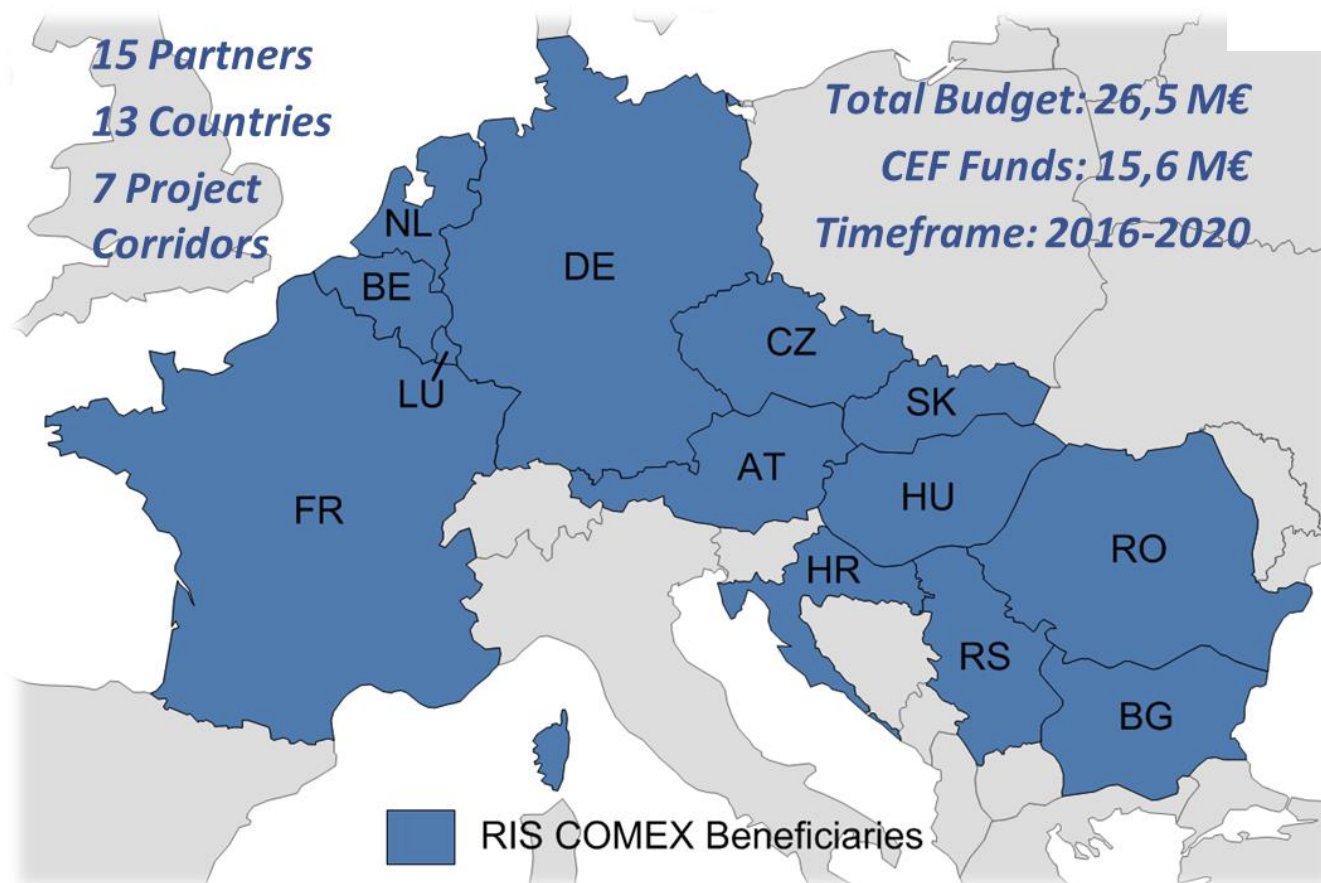 15 Partners
13 Countries
7 Project
Corridors
Total Budget: 26,5 M€
CEF Funds: 15,6 M€
Timeframe: 2016-2020
NL
BE
DE
LU
CZ
SK
AT
HU
FR
HR
RO
RS
BG
RIS COMEX Beneficiaries